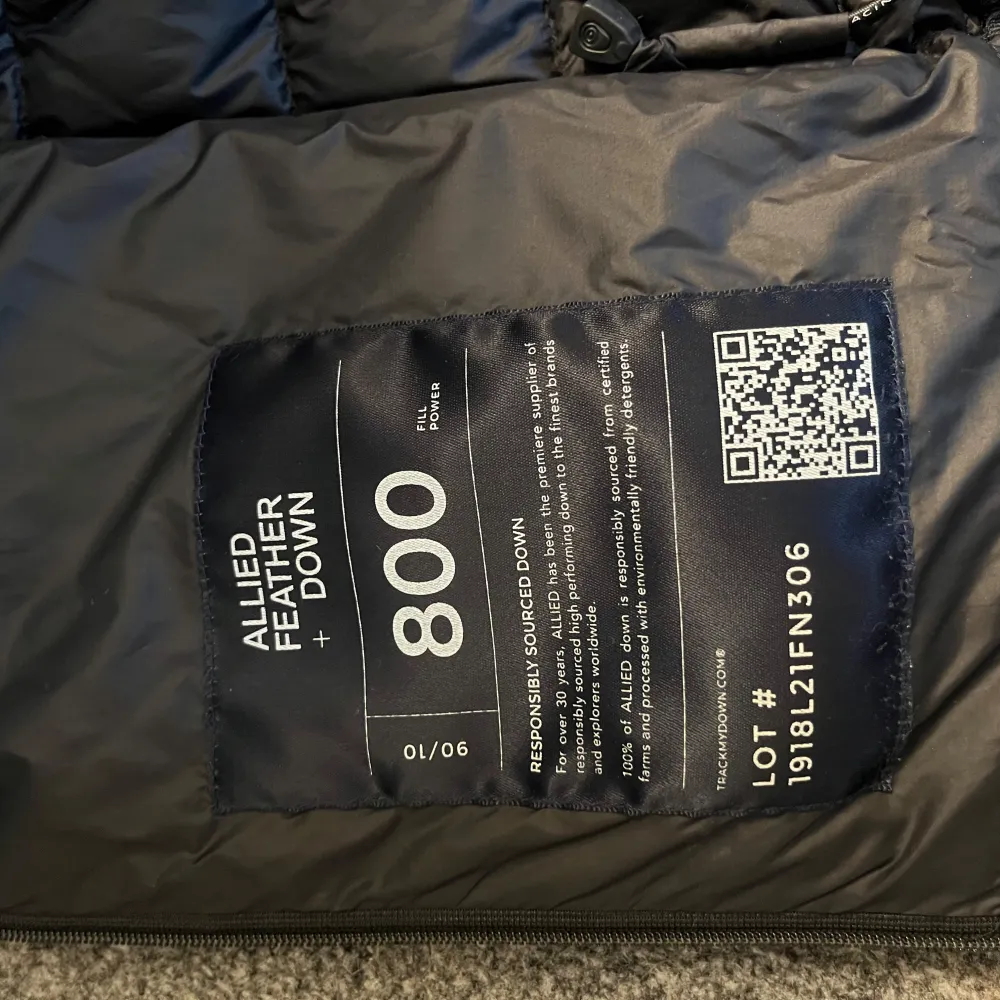 ALLIED
FEATHER
+ DOWN
90/10
800
FILL
POWER
RESPONSIBLY SOURCED DOWN
For over 30 years, ALLIED has been the premiere supplier of
responsibly sourced high performing down to the finest brands
and explorers worldwide.
100% of ALLIED down is responsibly sourced from certified
farms and processed with environmentally friendly detergents.
TRACKMYDOWN.COM®
LOT #
1918L21FN306